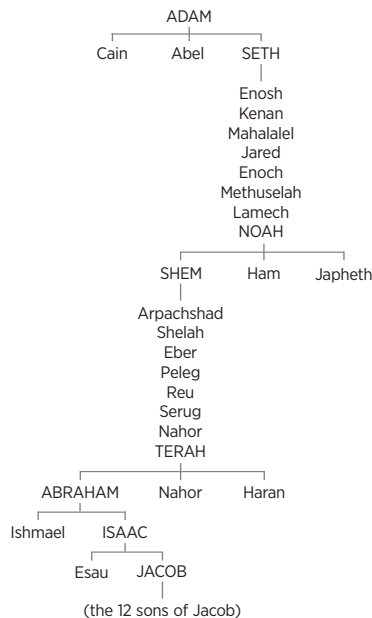 ADAM
Cain Abel SETH
Enosh
Kenan
Mahalalel
Jared
Enoch
Methuselah
Lamech
NOAH
SHEM Ham Japheth
Arpachshad
Shelah
Eber
Peleg
Reu
Serug
Nahor
TERAH
ABRAHAM Nahor Haran
Ishmael ISAAC
Esau JACOB
(the 12 sons of Jacob)